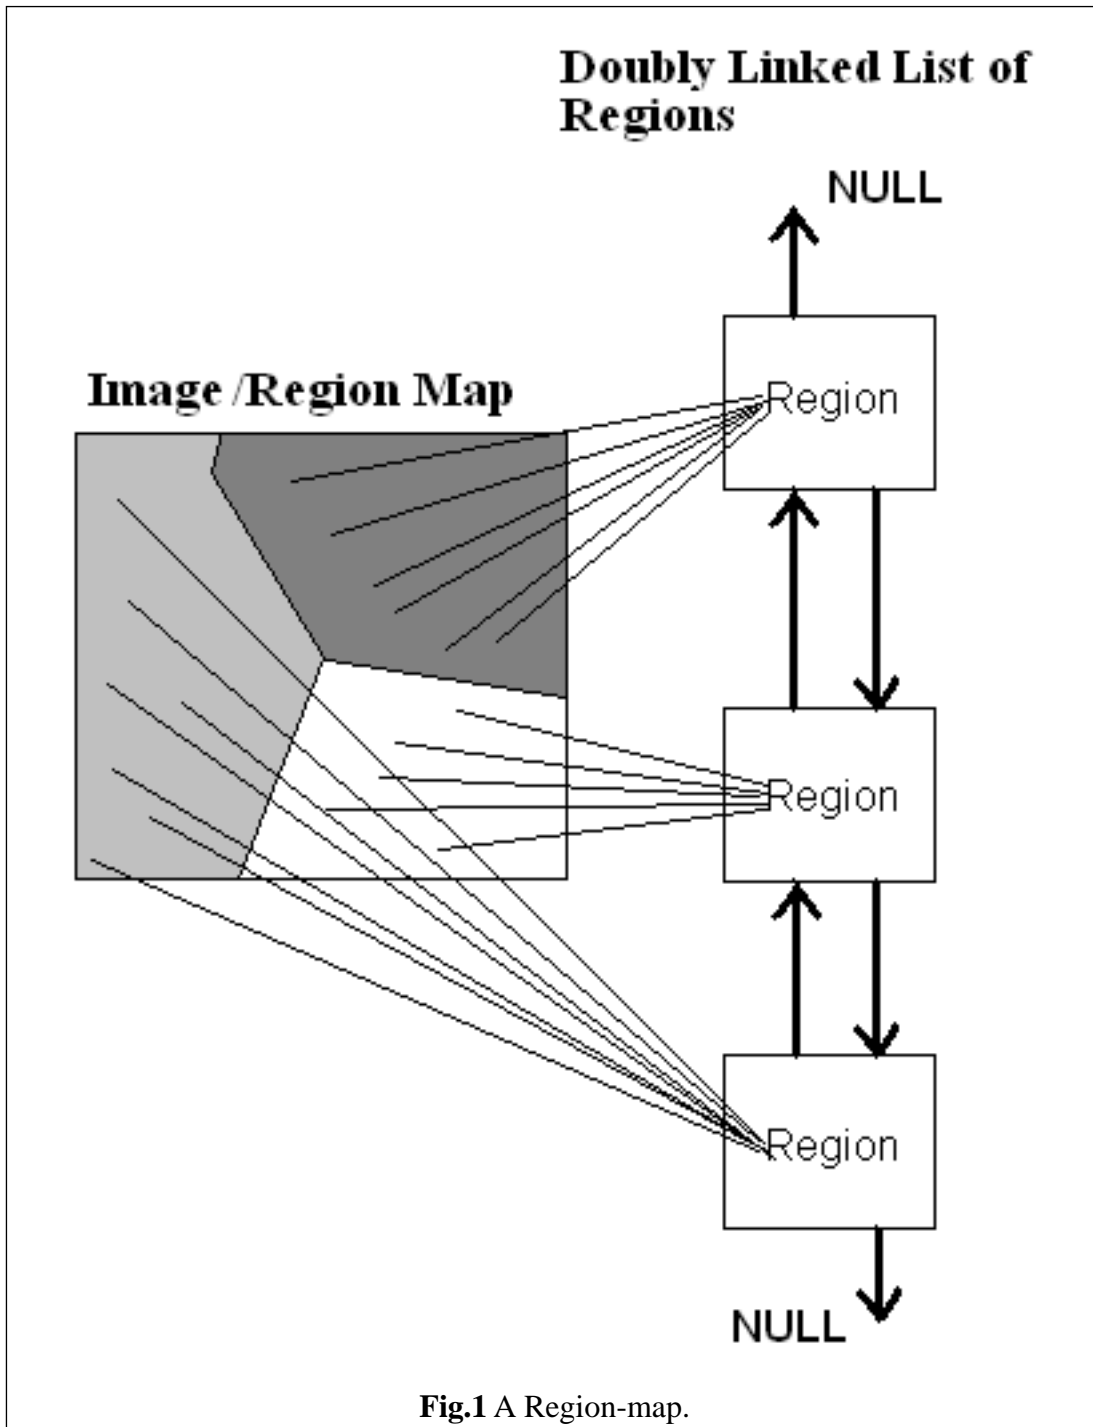 Doubly Linked List of
Regions
NULL
Region
Image /Region Map
Region
Region
NULL
Fig.1 A Region-map.